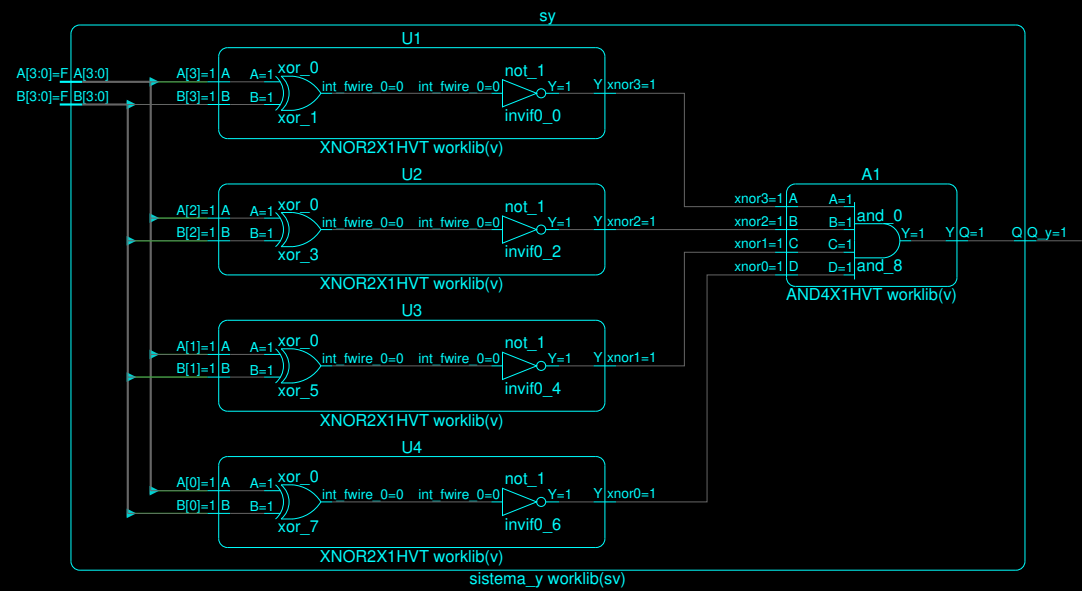 sy
U1
A[3:0]=F A[3:0] A[3]=1 A A=1 xor_0 int_fwire_0=0 int_fwire_0=0 not_1 Y=1 Y xnor3=1
B[3:0]=F B[3:0] B[3]=1 B B=1 xor_1 invif0_0
XNOR2X1HVT worklib(v)
U2
A[2]=1 A A=1 xor_0 int_fwire_0=0 int_fwire_0=0 not_1 Y=1 Y xnor2=1
B[2]=1 B B=1 xor_3 invif0_2
XNOR2X1HVT worklib(v)
A1
xnor3=1 A A=1
xnor2=1 B B=1 and_0
xnor1=1 C C=1 Y=1 Y Q=1 Q Q_y=1
xnor0=1 D D=1 and_8
AND4X1HVT worklib(v)
U3
A[1]=1 A A=1 xor_0 int_fwire_0=0 int_fwire_0=0 not_1 Y=1 Y xnor1=1
B[1]=1 B B=1 xor_5 invif0_4
XNOR2X1HVT worklib(v)
U4
A[0]=1 A A=1 xor_0 int_fwire_0=0 int_fwire_0=0 not_1 Y=1 Y xnor0=1
B[0]=1 B B=1 xor_7 invif0_6
XNOR2X1HVT worklib(v)
sistema_y worklib(sv)